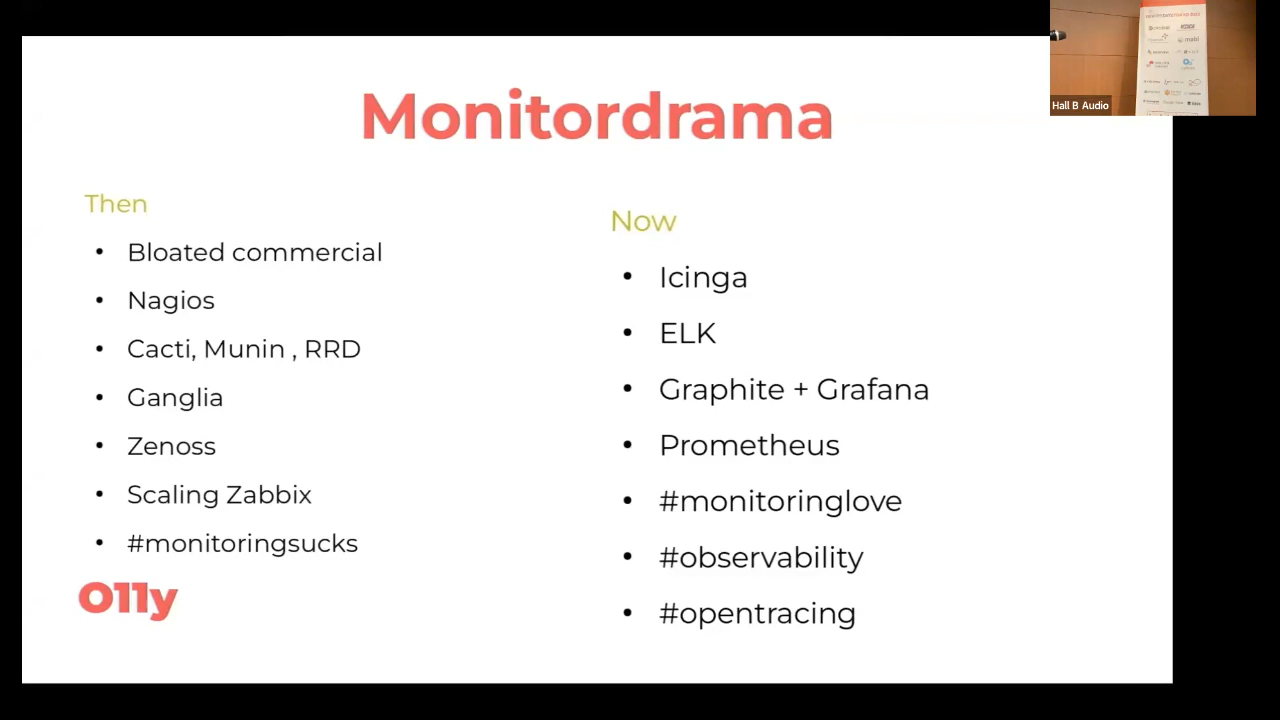 Monitordrama
Then
• Bloated commercial
• Nagios
• Cacti, Munin , RRD
• Ganglia
• Zenoss
• Scaling Zabbix
• #monitoringsucks
O11y
Now
• Icinga
• ELK
• Graphite + Grafana
• Prometheus
• #monitoringlove
• #observability
• #opentracing
Hall B Audio